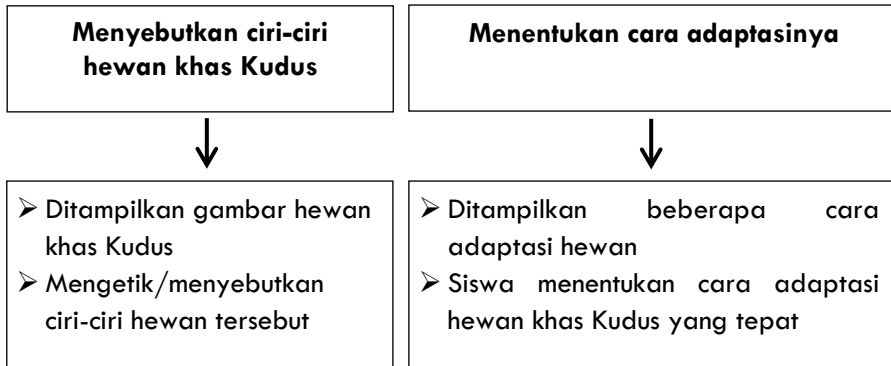 Menyebutkan ciri-ciri
hewan khas Kudus
Menentukan cara adaptasinya
➤ Ditampilkan gambar hewan
khas Kudus
➤ Mengetik/menyebutkan
ciri-ciri hewan tersebut
➤ Ditampilkan beberapa cara
adaptasi hewan
➤ Siswa menentukan cara adaptasi
hewan khas Kudus yang tepat